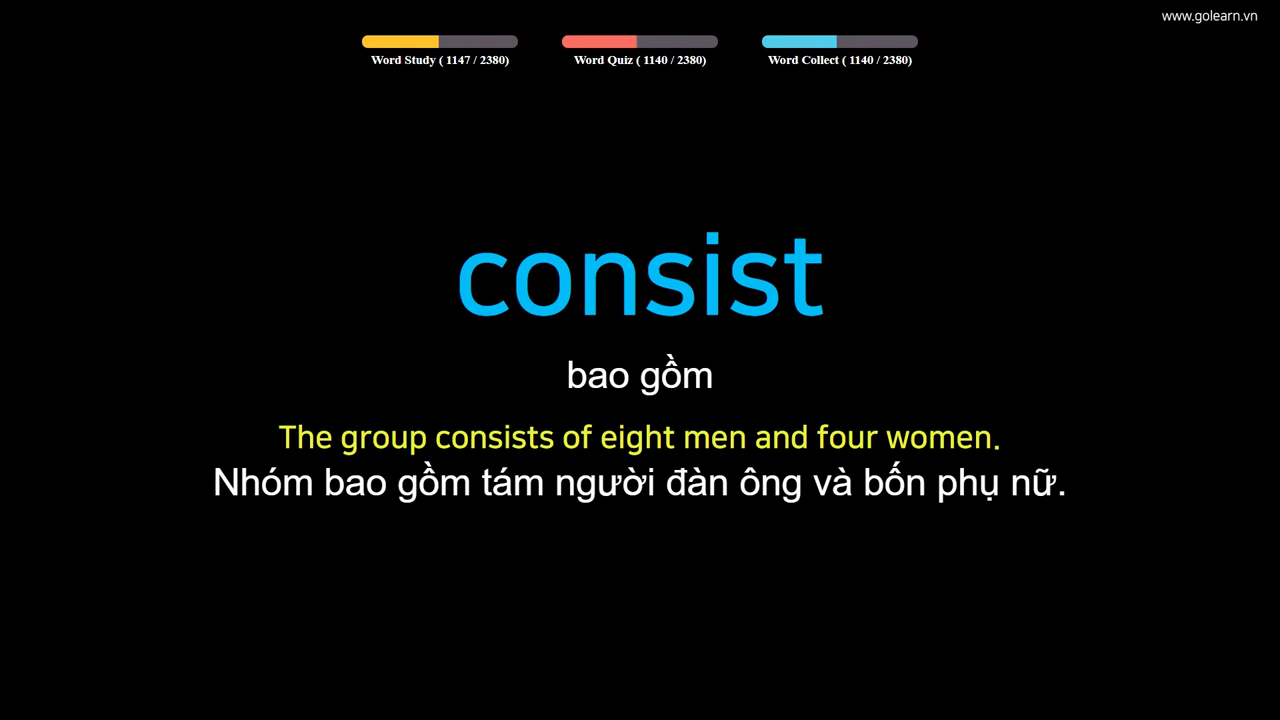 www.golearn.vn
Word Study ( 1147 / 2380)
Word Quiz ( 1140 / 2380)
Word Collect ( 1140 / 2380)
consist
bao gồm
The group consists of eight men and four women.
Nhóm bao gồm tám người đàn ông và bốn phụ nữ.